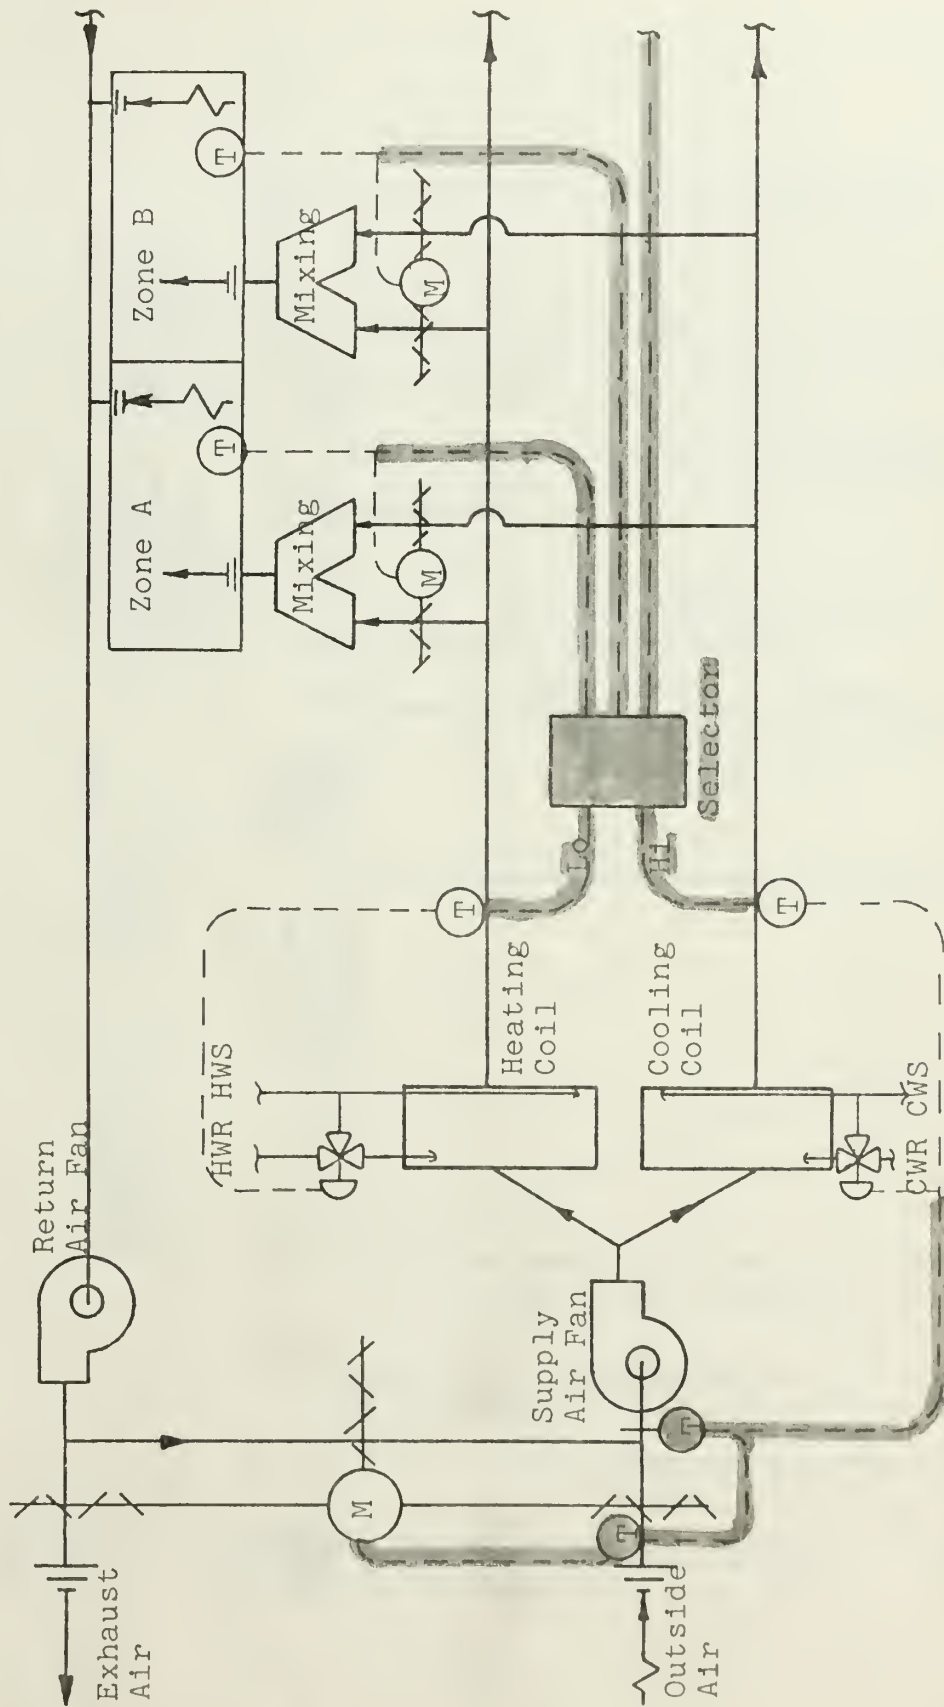 Exhaust
Air
Return
Air Fan
M
Outside
Air
T
T
Supply
Air Fan
HWR HWS
CWR CWS
Heating
Coil
Cooling
Coil
T
T
Lo
Hi
Selector
Zone A
T
Mixing
M
Zone B
T
Mixing
M